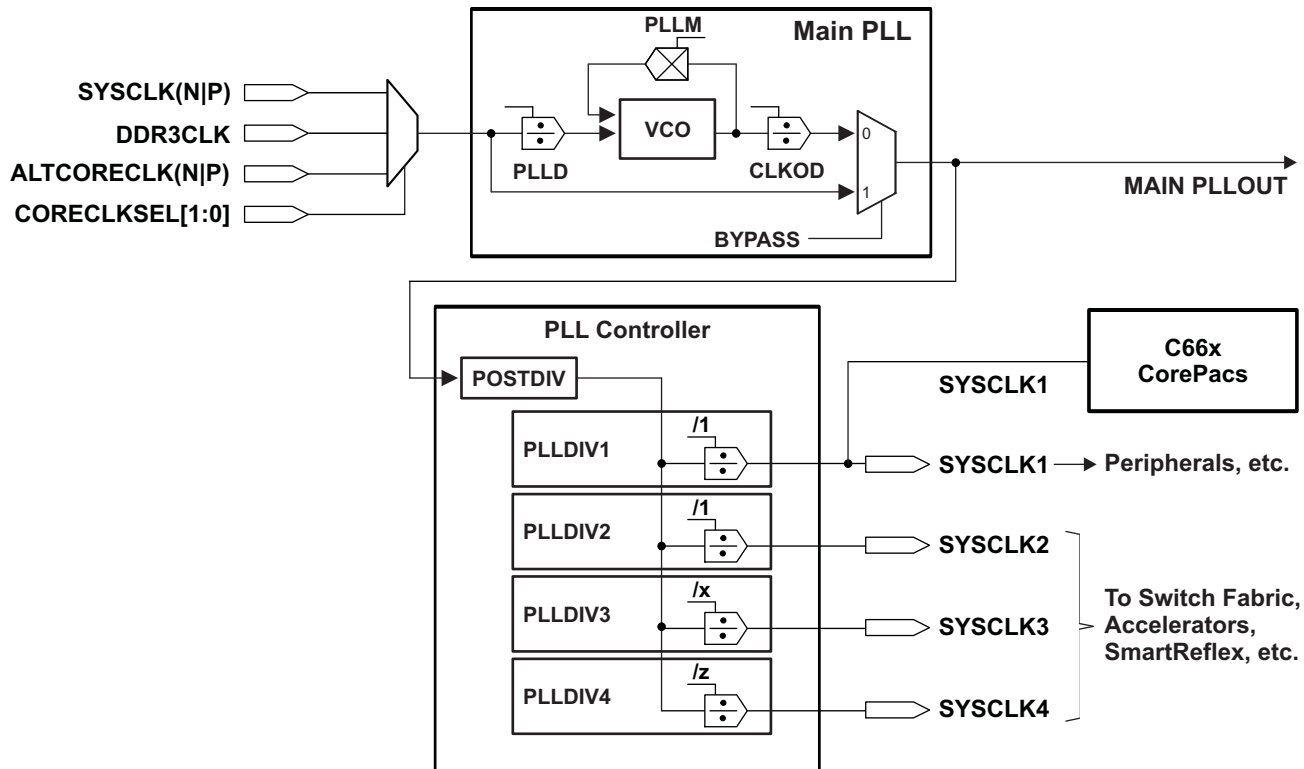 PLLM
Main PLL
SYSCLK(N|P)
DDR3CLK
ALTCORECLK(N|P)
CORECLKSEL[1:0]
VCO
0
PLLD
CLKOD
1
BYPASS
MAIN PLLOUT
PLL Controller
POSTDIV
C66x
CorePacs
SYSCLK1
/1
PLLDIV1
SYSCLK1
Peripherals, etc.
/1
PLLDIV2
SYSCLK2
/x
PLLDIV3
SYSCLK3
To Switch Fabric,
Accelerators,
SmartReflex, etc.
/z
PLLDIV4
SYSCLK4